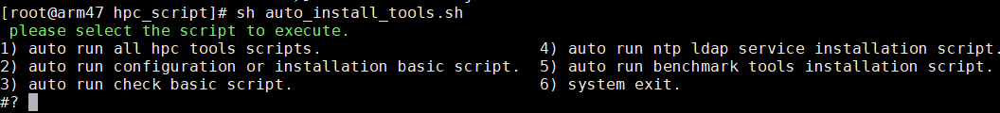 [root@arm47 hpc_script]# sh auto_install_tools.sh
please select the script to execute.
1) auto run all hpc tools scripts. 4) auto run ntp ldap service installation script.
2) auto run configuration or installation basic script. 5) auto run benchmark tools installation script.
3) auto run check basic script. 6) system exit.
#?